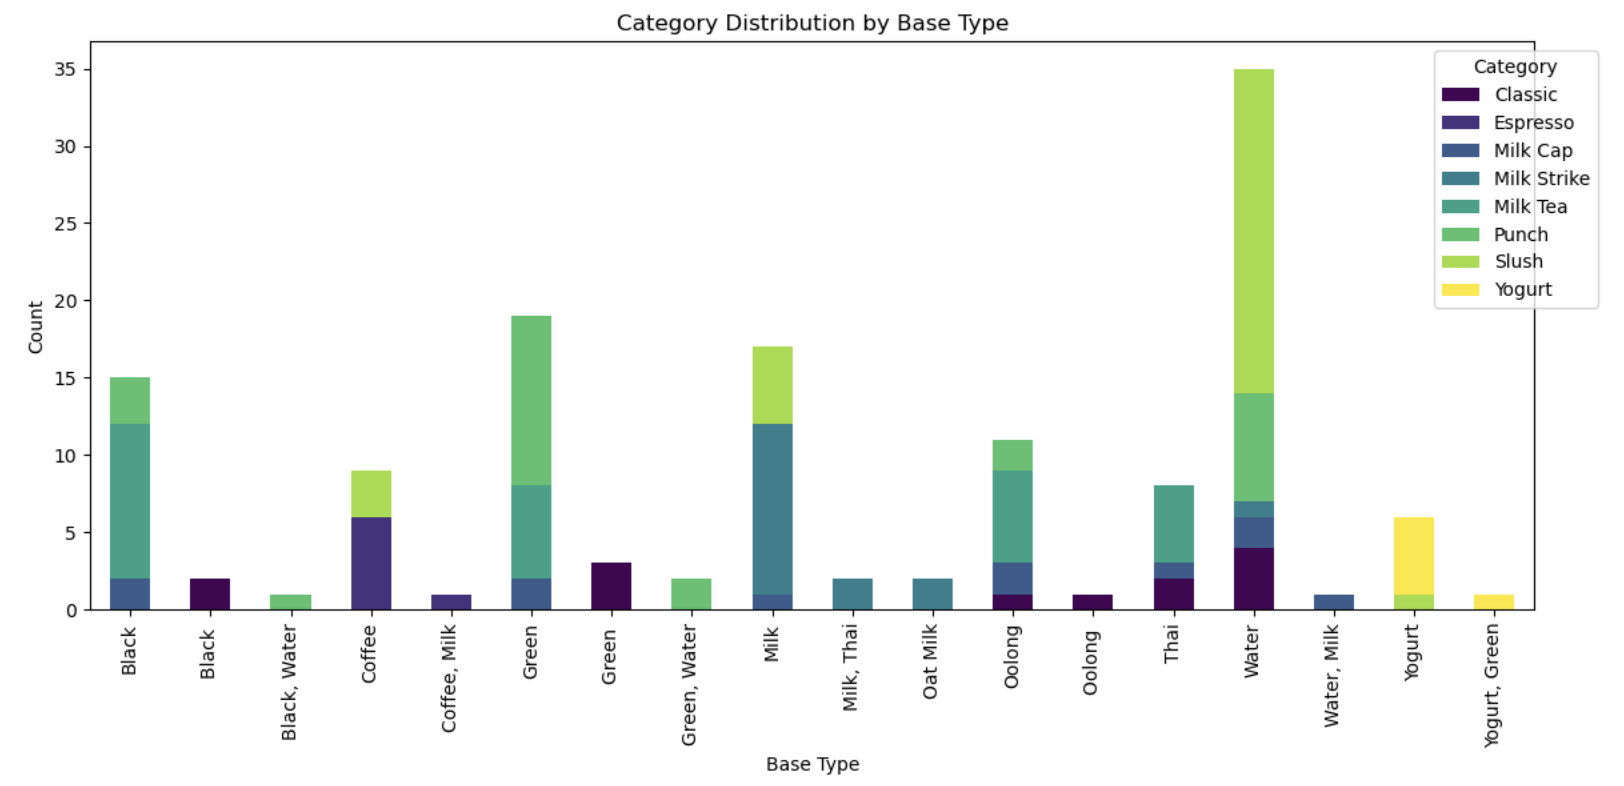 Category Distribution by Base Type
Category
Classic
Espresso
Milk Cap
Milk Strike
Milk Tea
Punch
Slush
Yogurt
Count
35
30
25
20
15
10
5
0
Black
Black
Black, Water
Coffee
Coffee, Milk
Green
Green
Green, Water
Milk
Milk, Thai
Oat Milk
Oolong
Oolong
Thai
Water
Water, Milk
Yogurt
Yogurt, Green
Base Type